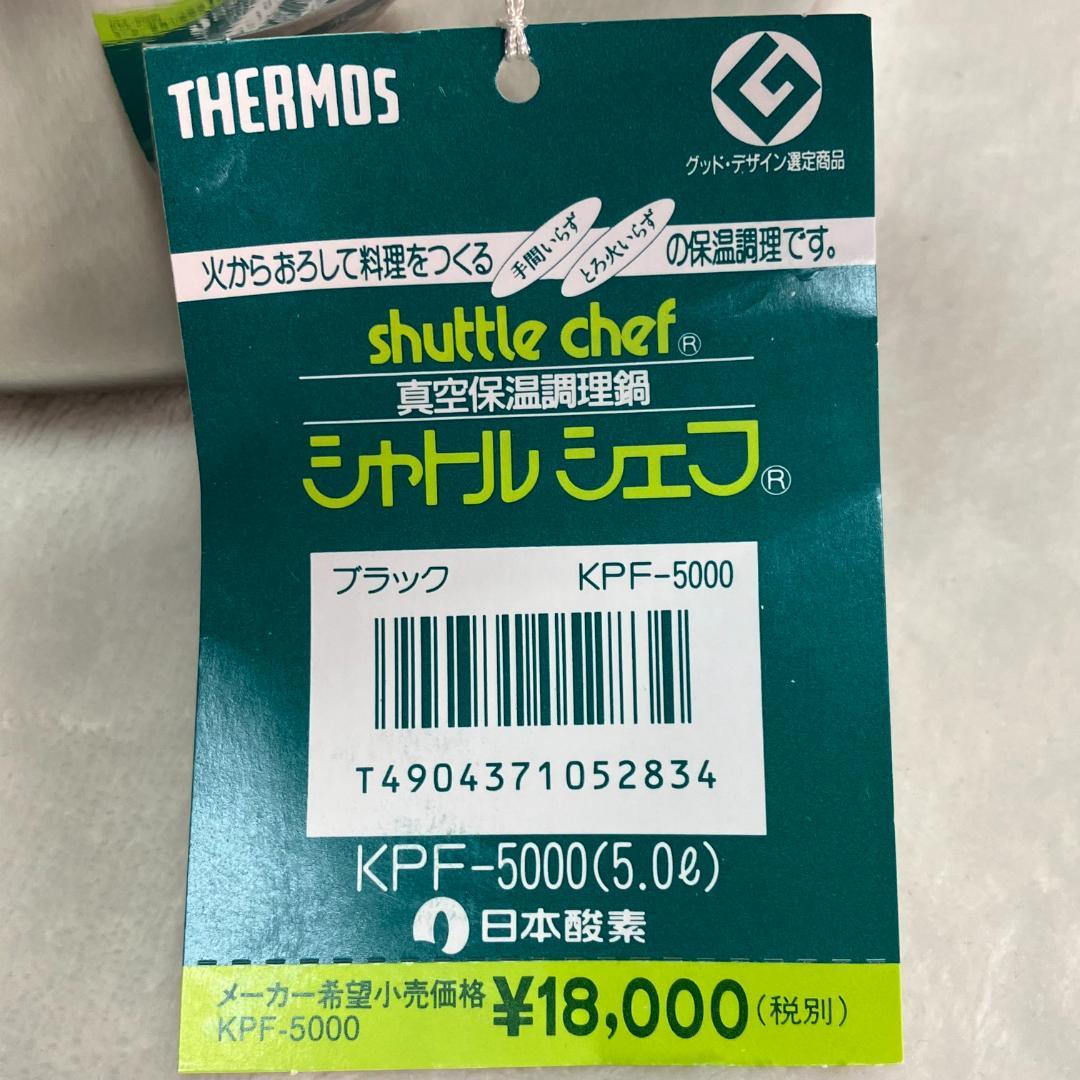 THERMOS
グッド・デザイン選定商品
火からおろして料理をつくる 手間いらず とろ火いらず の保温調理です。
shuttle chef®
真空保温調理鍋
シャトルシェフ®
ブラック KPF-5000
T4904371052834
KPF-5000(5.0ℓ)
日本酸素
メーカー希望小売価格
KPF-5000 ¥18,000(税別)